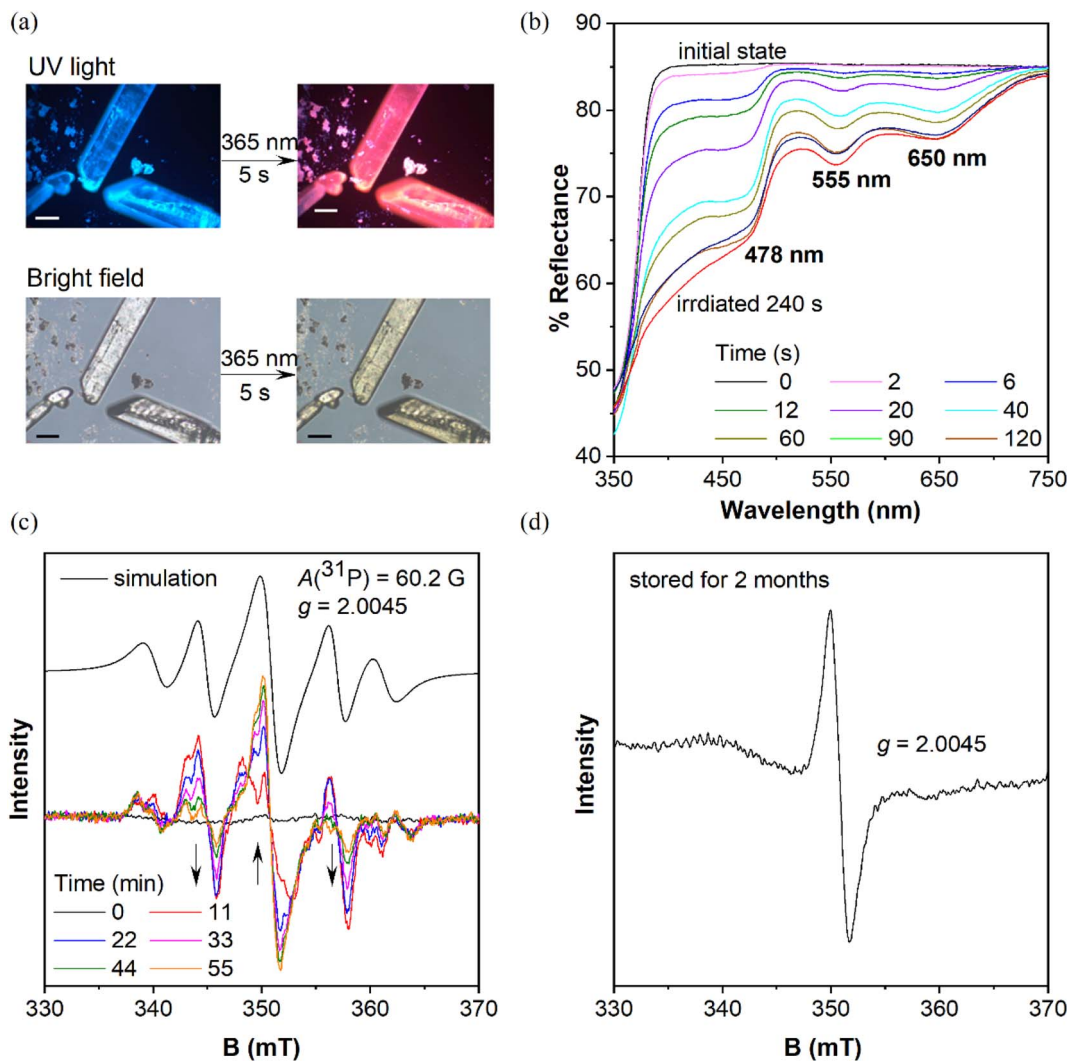 (a)
UV light
365 nm
5 s
Bright field
365 nm
5 s
(b)
90
80
70
60
50
40
% Reflectance
initial state
650 nm
555 nm
478 nm
irrdiated 240 s
Time (s)
0 2 6
12 20 40
60 90 120
350 450 550 650 750
Wavelength (nm)
(c)
simulation
A(³¹P) = 60.2 G
g = 2.0045
Intensity
Time (min)
0 11
22 33
44 55
330 340 350 360 370
B (mT)
(d)
stored for 2 months
g = 2.0045
Intensity
330 340 350 360 370
B (mT)